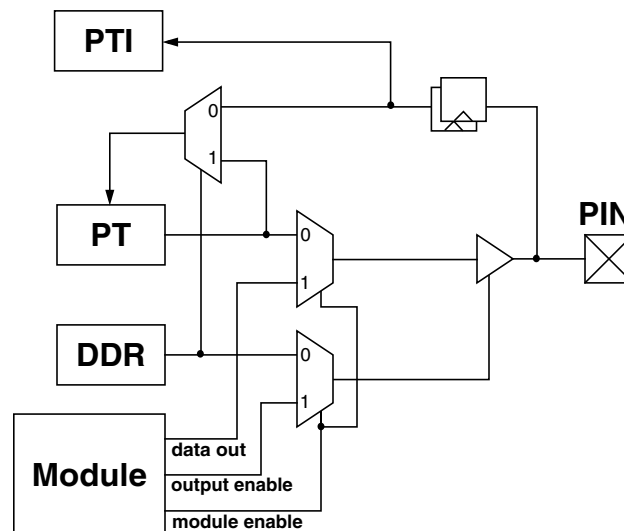 PTI
0
1
PIN
PT
0
1
DDR
0
1
Module
data out
output enable
module enable